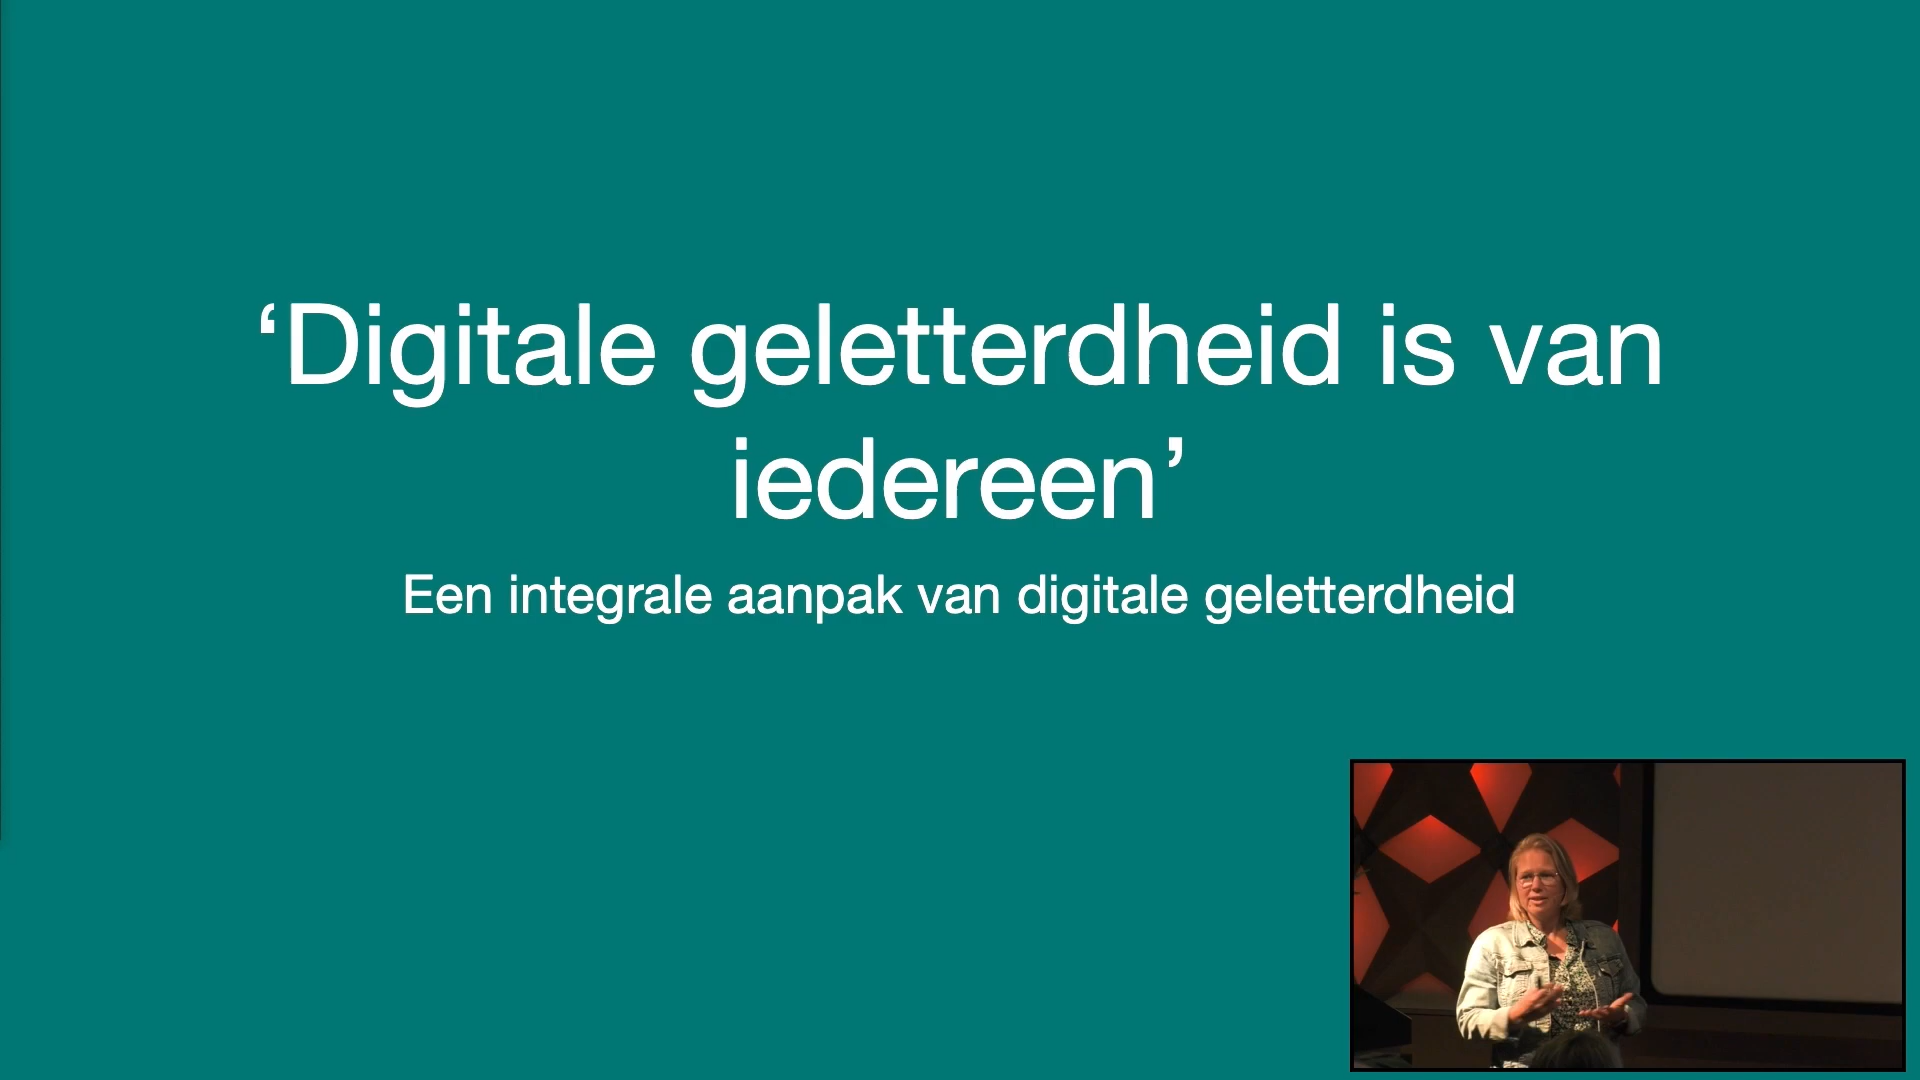 ‘Digitale geletterdheid is van
iedereen’
Een integrale aanpak van digitale geletterdheid